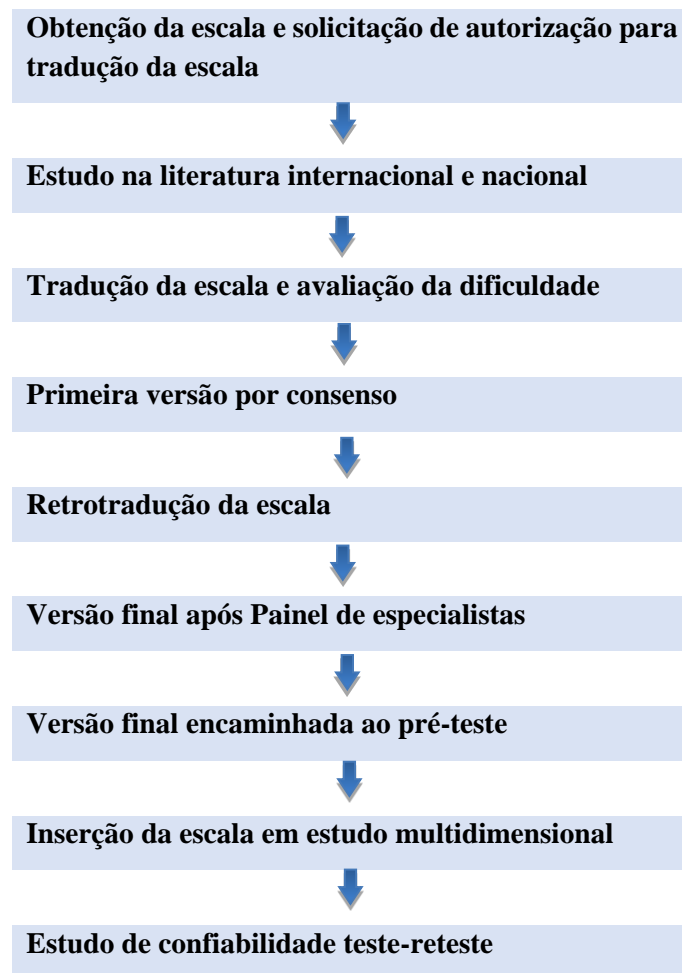 Obtenção da escala e solicitação de autorização para
tradução da escala
Estudo na literatura internacional e nacional
Tradução da escala e avaliação da dificuldade
Primeira versão por consenso
Retrotradução da escala
Versão final após Painel de especialistas
Versão final encaminhada ao pré-teste
Inserção da escala em estudo multidimensional
Estudo de confiabilidade teste-reteste